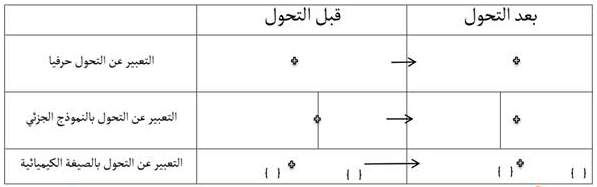 قبل التحول
بعد التحول
التعبير عن التحول حرفيا
+ → +
التعبير عن التحول بالنموذج الجزئي
+ → +
التعبير عن التحول بالصيغة الكيميائية
{ } + { } → { } + { }